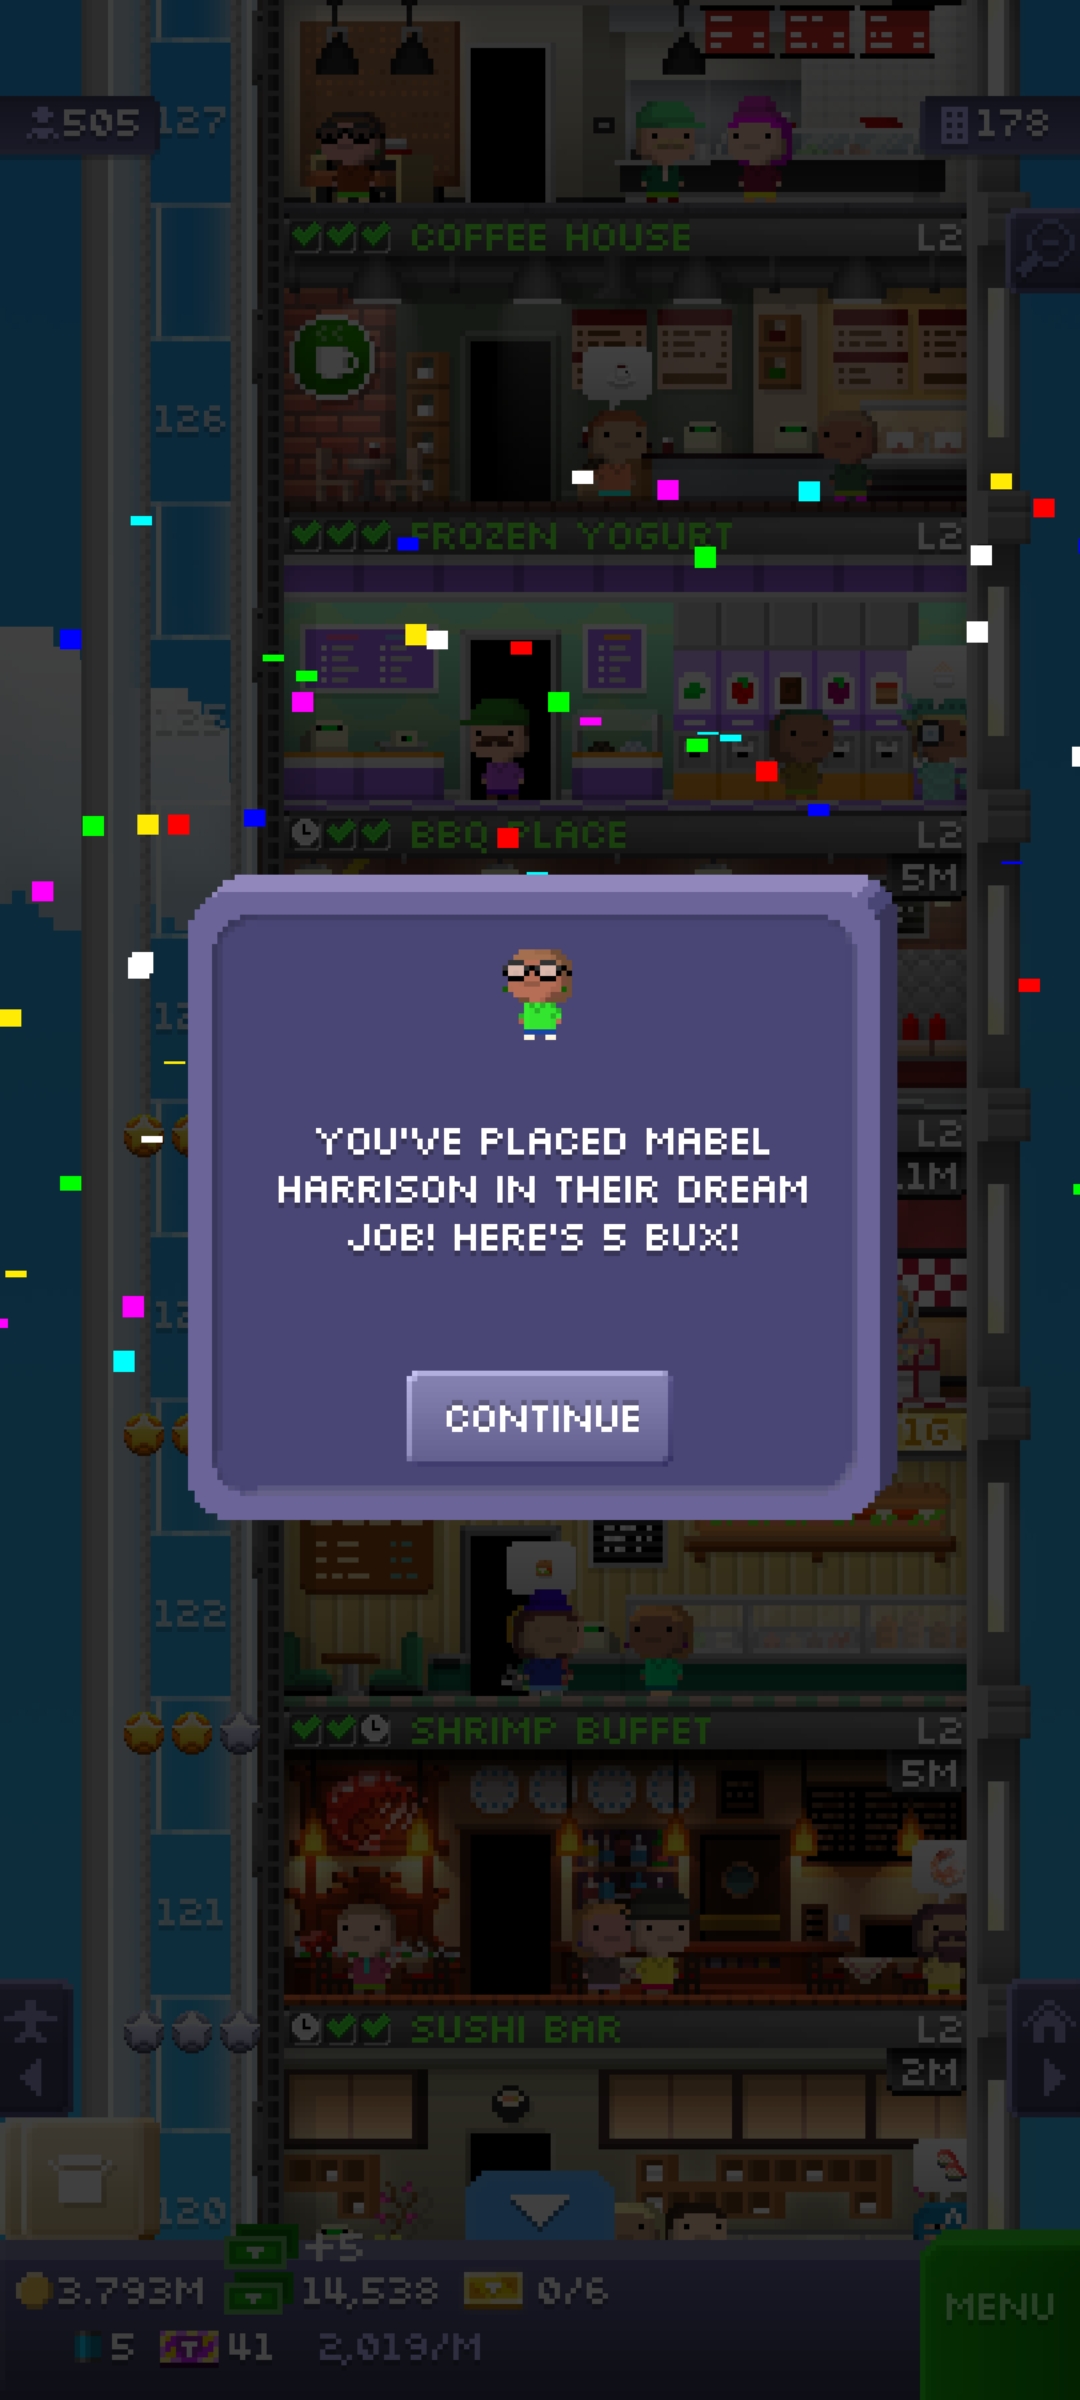 505
127
178
COFFEE HOUSE
L2
126
FROZEN YOGURT
L2
125
BBQ PLACE
L2
5M
L2
YOU'VE PLACED MABEL
HARRISON IN THEIR DREAM
JOB! HERE'S 5 BUX!
CONTINUE
1G
122
SHRIMP BUFFET
L2
5M
121
SUSHI BAR
L2
2M
120
+5
3.793M
14,538
0/6
MENU
5
41
2,019/M